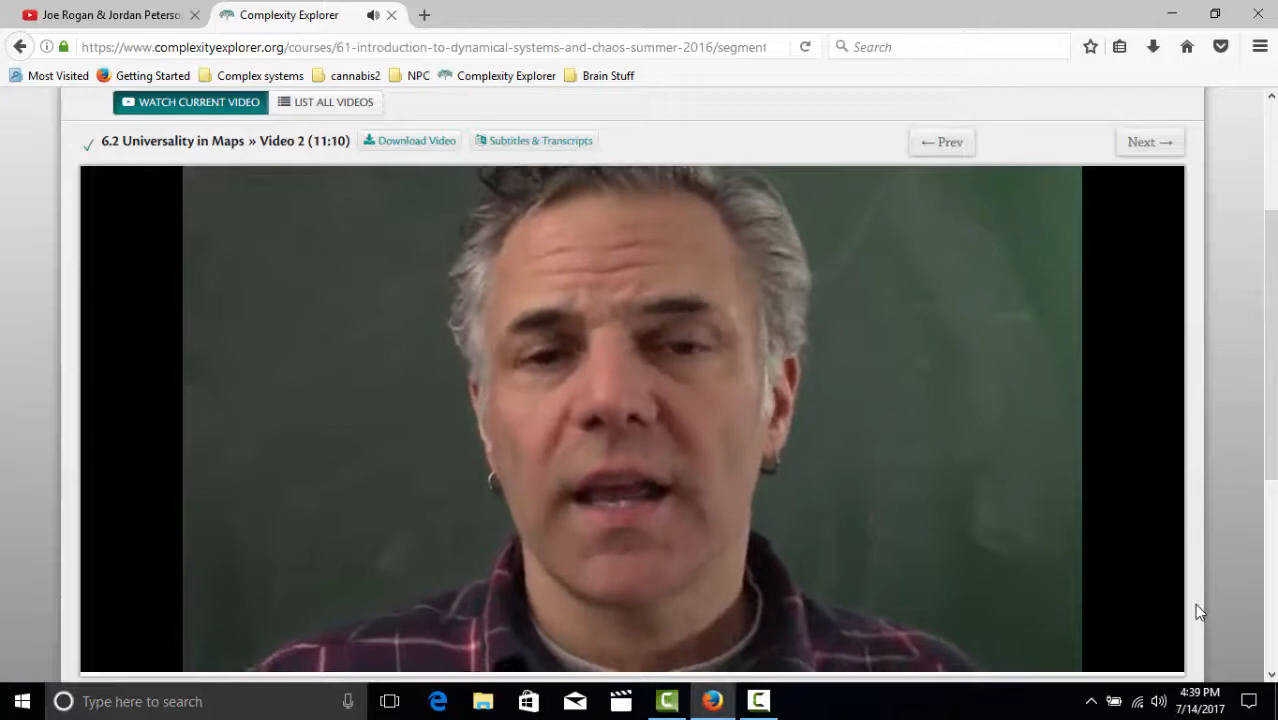 Joe Rogan & Jordan Peterso
Complexity Explorer
https://www.complexityexplorer.org/courses/61-introduction-to-dynamical-systems-and-chaos-summer-2016/segment
Search
Most Visited
Getting Started
Complex systems
cannabis2
NPC
Complexity Explorer
Brain Stuff
WATCH CURRENT VIDEO
LIST ALL VIDEOS
6.2 Universality in Maps » Video 2 (11:10)
Download Video
Subtitles & Transcripts
← Prev
Next →
Type here to search
4:39 PM
7/14/2017